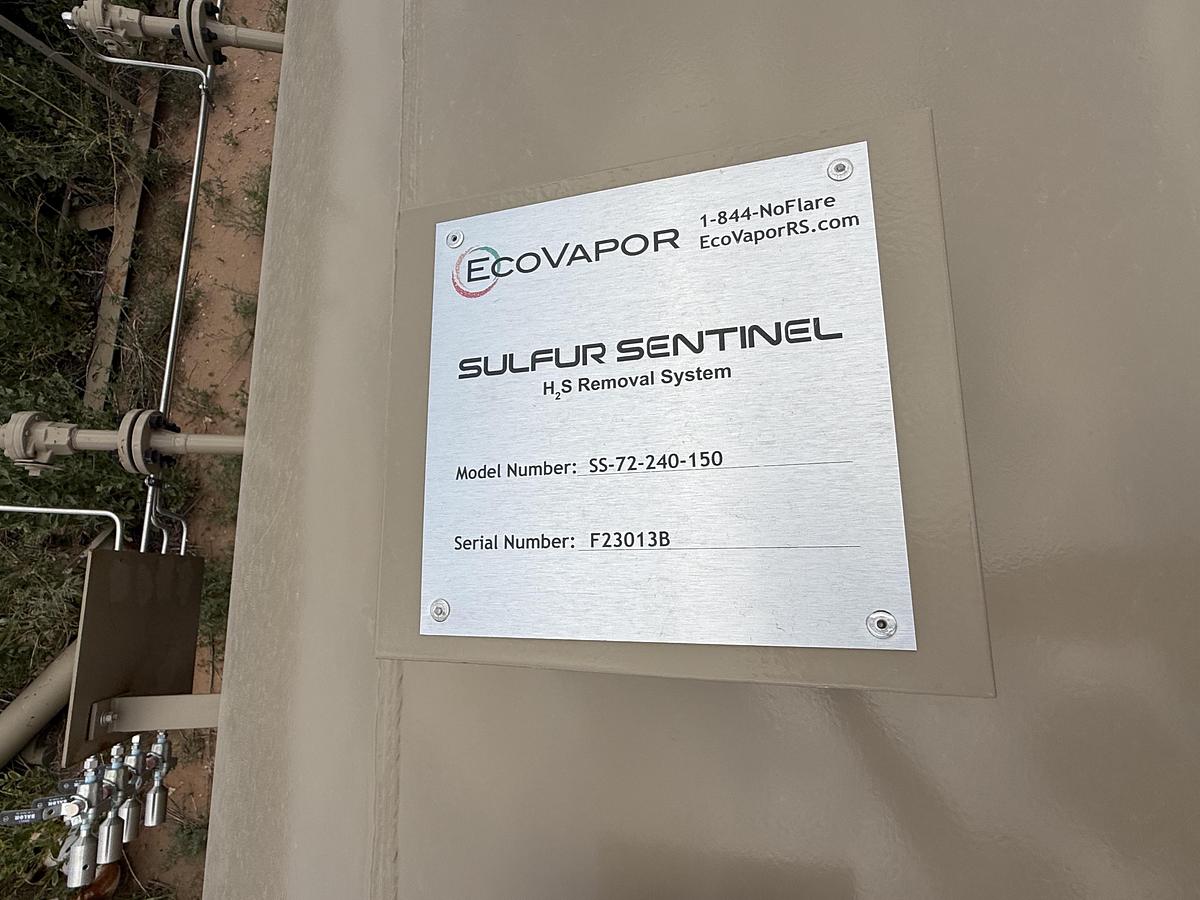 ECOVAPOR
1-844-NoFlare
EcoVaporRS.com
SULFUR SENTINEL
H2S Removal System
Model Number: SS-72-240-150
Serial Number: F23013B
BALON